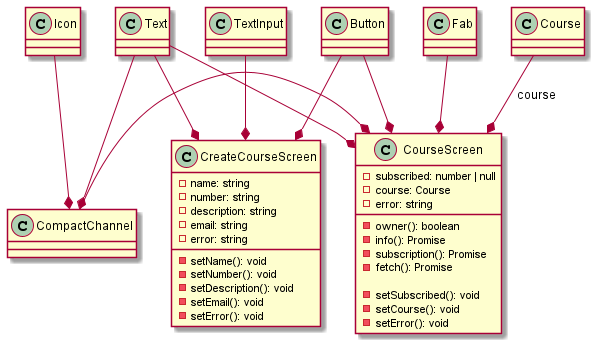 C Icon
C Text
C TextInput
C Button
C Fab
C Course
course
C CreateCourseScreen
name: string
number: string
description: string
email: string
error: string
setName(): void
setNumber(): void
setDescription(): void
setEmail(): void
setError(): void
C CourseScreen
subscribed: number | null
course: Course
error: string
owner(): boolean
info(): Promise
subscription(): Promise
fetch(): Promise
setSubscribed(): void
setCourse(): void
setError(): void
C CompactChannel